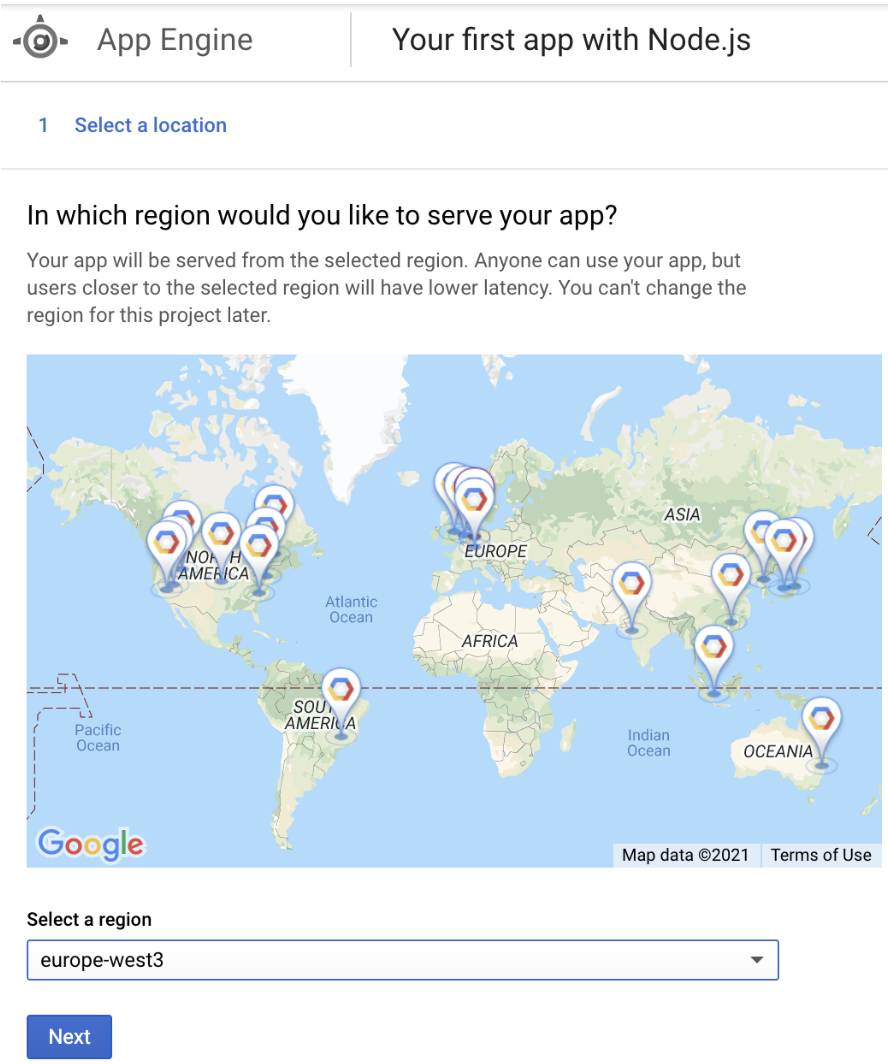 App Engine
Your first app with Node.js
1 Select a location
In which region would you like to serve your app?
Your app will be served from the selected region. Anyone can use your app, but
users closer to the selected region will have lower latency. You can't change the
region for this project later.
ASIA
EUROPE
NORTH
AMERICA
Atlantic
Ocean
AFRICA
SOUTH
AMERICA
Pacific
Ocean
Indian
Ocean
OCEANIA
Google
Map data ©2021
Terms of Use
Select a region
europe-west3
Next